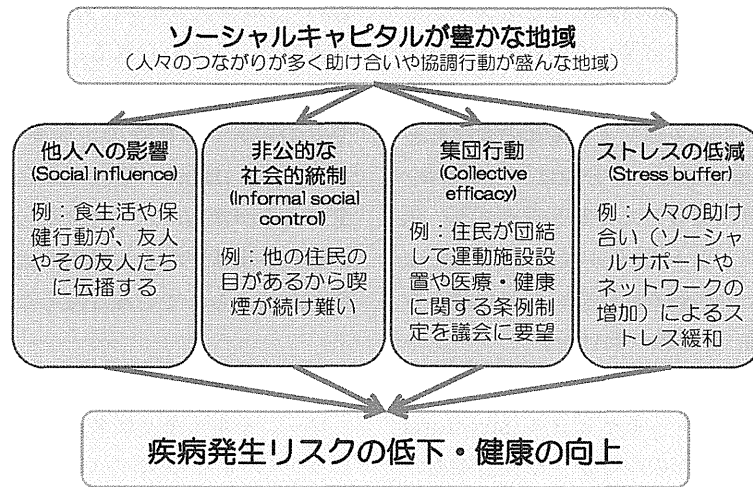 ソーシャルキャピタルが豊かな地域
（人々のつながりが多く助け合いや協調行動が盛んな地域）
他人への影響
(Social influence)
例：食生活や保
健行動が、友人
やその友人たち
に伝播する
非公的な
社会的統制
(Informal social
control)
例：他の住民の
目があるから喫
煙が続け難い
集団行動
(Collective
efficacy)
例：住民が団結
して運動施設設
置や医療・健康
に関する条例制
定を議会に要望
ストレスの低減
(Stress buffer)
例：人々の助け
合い（ソーシャ
ルサポートや
ネットワークの
増加）によるス
トレス緩和
疾病発生リスクの低下・健康の向上